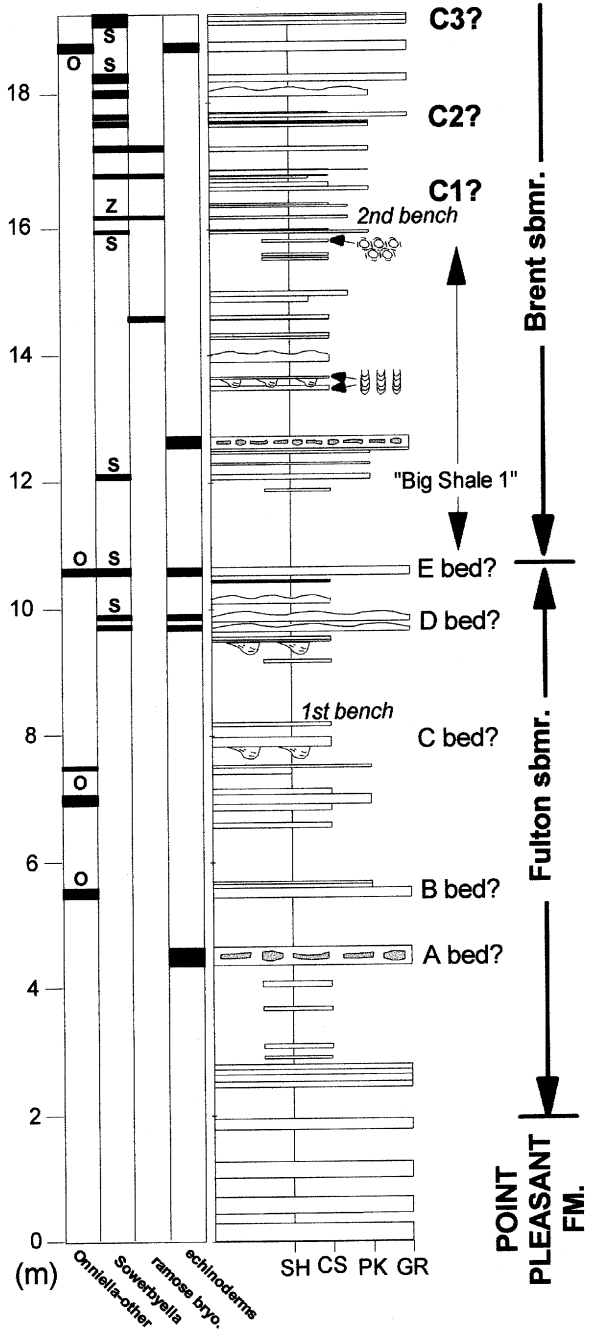 C3?
S
O
S
18
C2?
C1?
Z
2nd bench
16
S
Brent sbmr.
14
S
"Big Shale 1"
12
O
S
E bed?
S
10
D bed?
1st bench
C bed?
8
O
Fulton sbmr.
6
O
B bed?
A bed?
4
2
POINT
PLEASANT
FM.
0
(m)
SH CS PK GR
Onniella-other
Sowerbyella
ramose bryo.
echinoderms